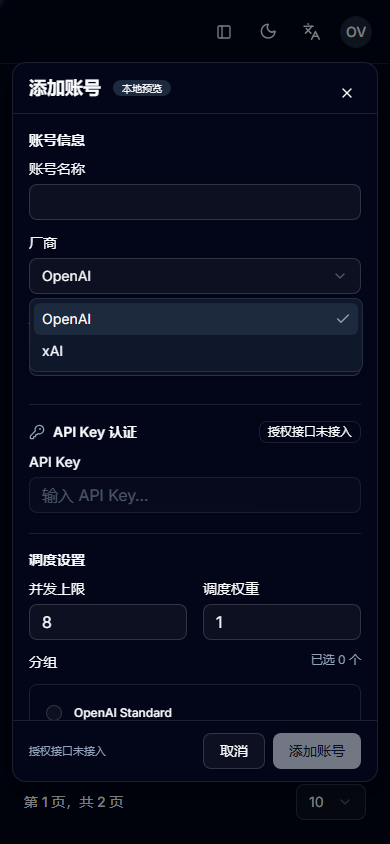 OV
添加账号 本地预览
账号信息
账号名称
厂商
OpenAI
OpenAI
xAI
API Key 认证 授权接口未接入
API Key
输入 API Key...
调度设置
并发上限 调度权重
8 1
分组 已选 0 个
OpenAI Standard
授权接口未接入 取消 添加账号
第 1 页，共 2 页 10